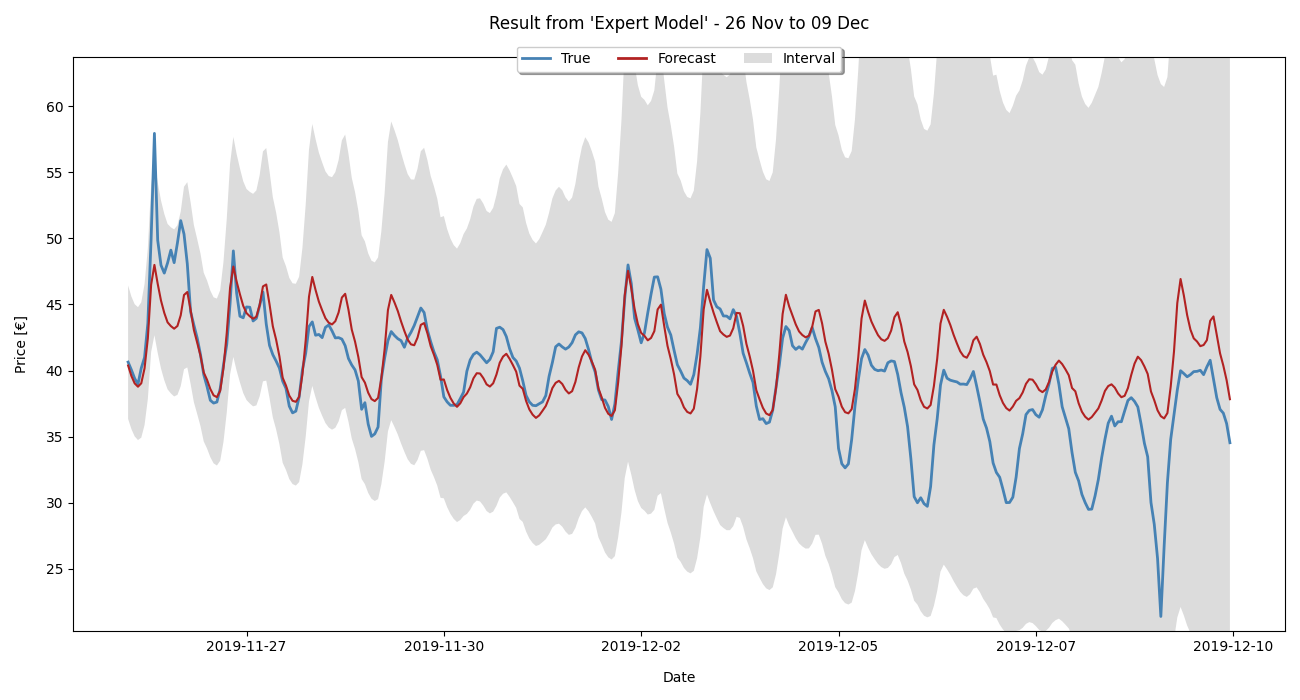 Result from 'Expert Model' - 26 Nov to 09 Dec
True Forecast Interval
Price [€]
60
55
50
45
40
35
30
25
2019-11-27 2019-11-30 2019-12-02 2019-12-05 2019-12-07 2019-12-10
Date